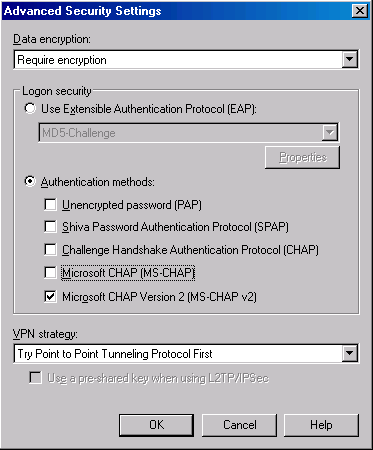 Advanced Security Settings
Data encryption:
Require encryption
Logon security
Use Extensible Authentication Protocol (EAP):
MD5-Challenge
Properties
Authentication methods:
Unencrypted password (PAP)
Shiva Password Authentication Protocol (SPAP)
Challenge Handshake Authentication Protocol (CHAP)
Microsoft CHAP (MS-CHAP)
Microsoft CHAP Version 2 (MS-CHAP v2)
VPN strategy:
Try Point to Point Tunneling Protocol First
Use a pre-shared key when using L2TP/IPSec
OK Cancel Help